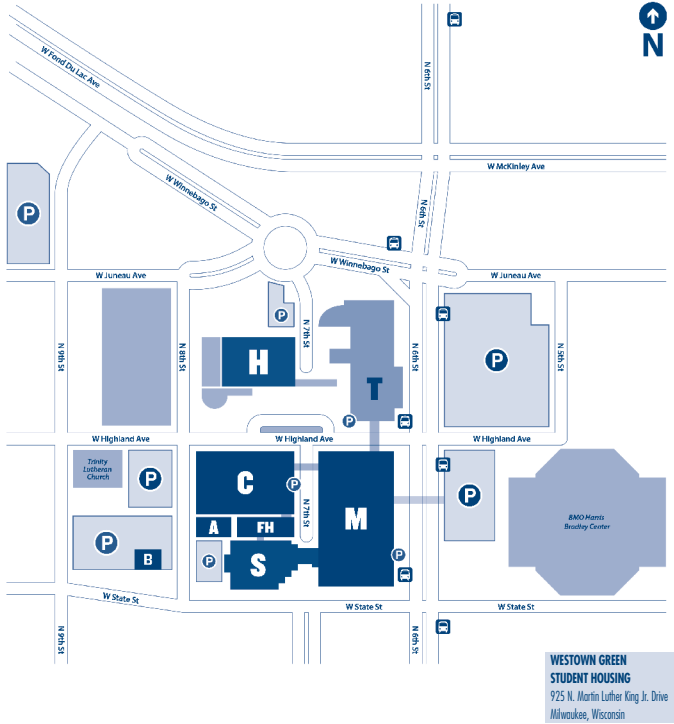 N
W Fond Du Lac Ave
N 6th St
W McKinley Ave
W Winnebago St
P
N 6th St
W Winnebago St
W Juneau Ave
W Juneau Ave
P
N 7th St
N 9th St
N 8th St
H
T
N 6th St
P
N 5th St
P
W Highland Ave
W Highland Ave
W Highland Ave
Trinity
Lutheran
Church
P
C
P
N 7th St
M
P
BMO Harris
Bradley Center
A
FH
P
B
P
S
P
W State St
W State St
W State St
N 9th St
N 6th St
WESTOWN GREEN
STUDENT HOUSING
925 N. Martin Luther King Jr. Drive
Milwaukee, Wisconsin